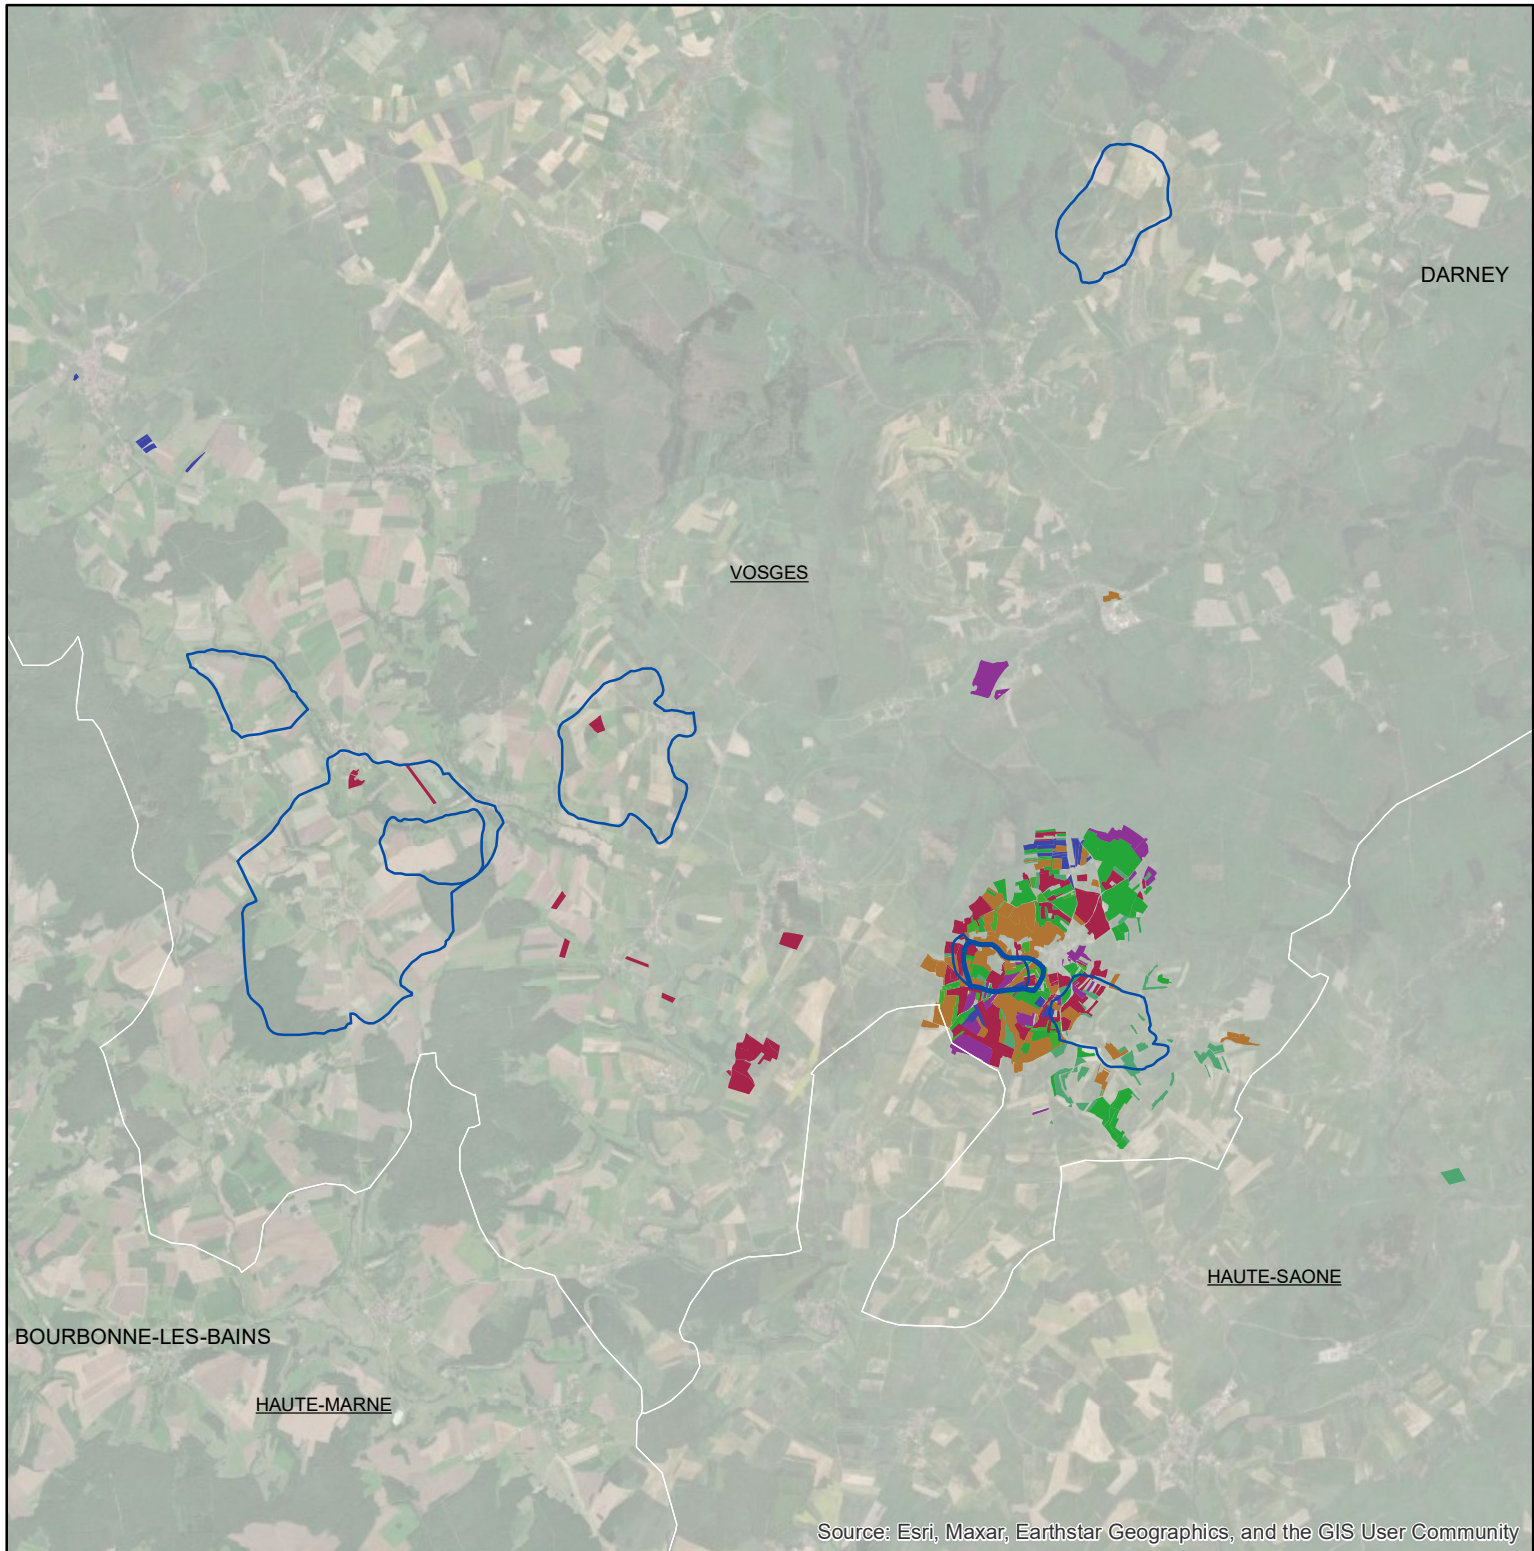 DARNEY
VOSGES
HAUTE-SAONE
BOURBONNE-LES-BAINS
HAUTE-MARNE
Source: Esri, Maxar, Earthstar Geographics, and the GIS User Community